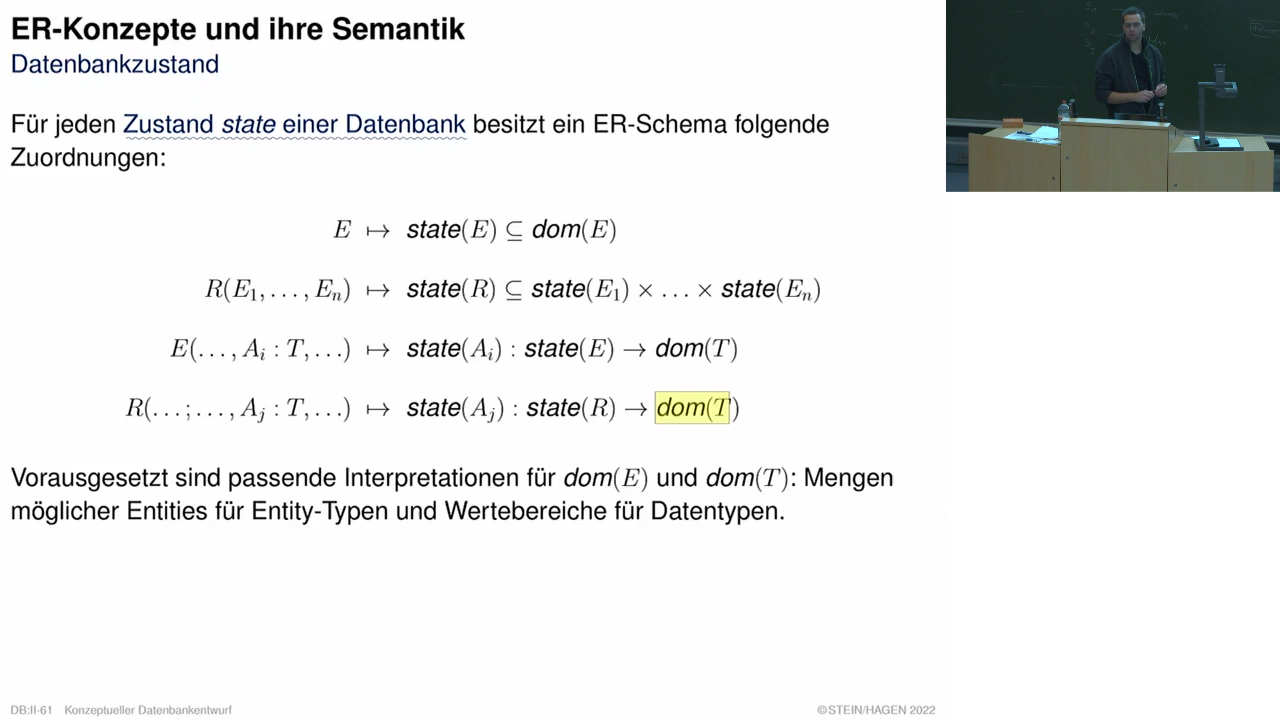 ER-Konzepte und ihre Semantik
Datenbankzustand
Für jeden Zustand state einer Datenbank besitzt ein ER-Schema folgende
Zuordnungen:
E ↦ state(E) ⊆ dom(E)
R(E₁, . . . , Eₙ) ↦ state(R) ⊆ state(E₁) × . . . × state(Eₙ)
E(. . . , Aᵢ : T, . . .) ↦ state(Aᵢ) : state(E) → dom(T)
R(. . . ; . . . , Aⱼ : T, . . .) ↦ state(Aⱼ) : state(R) → dom(T)
Vorausgesetzt sind passende Interpretationen für dom(E) und dom(T): Mengen
möglicher Entities für Entity-Typen und Wertebereiche für Datentypen.
DB:II-61 Konzeptueller Datenbankentwurf ©STEIN/HAGEN 2022